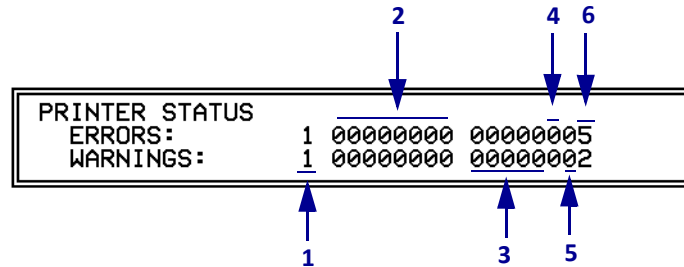 2 4 6
PRINTER STATUS
ERRORS: 1 00000000 00000005
WARNINGS: 1 00000000 00000002
1 3 5